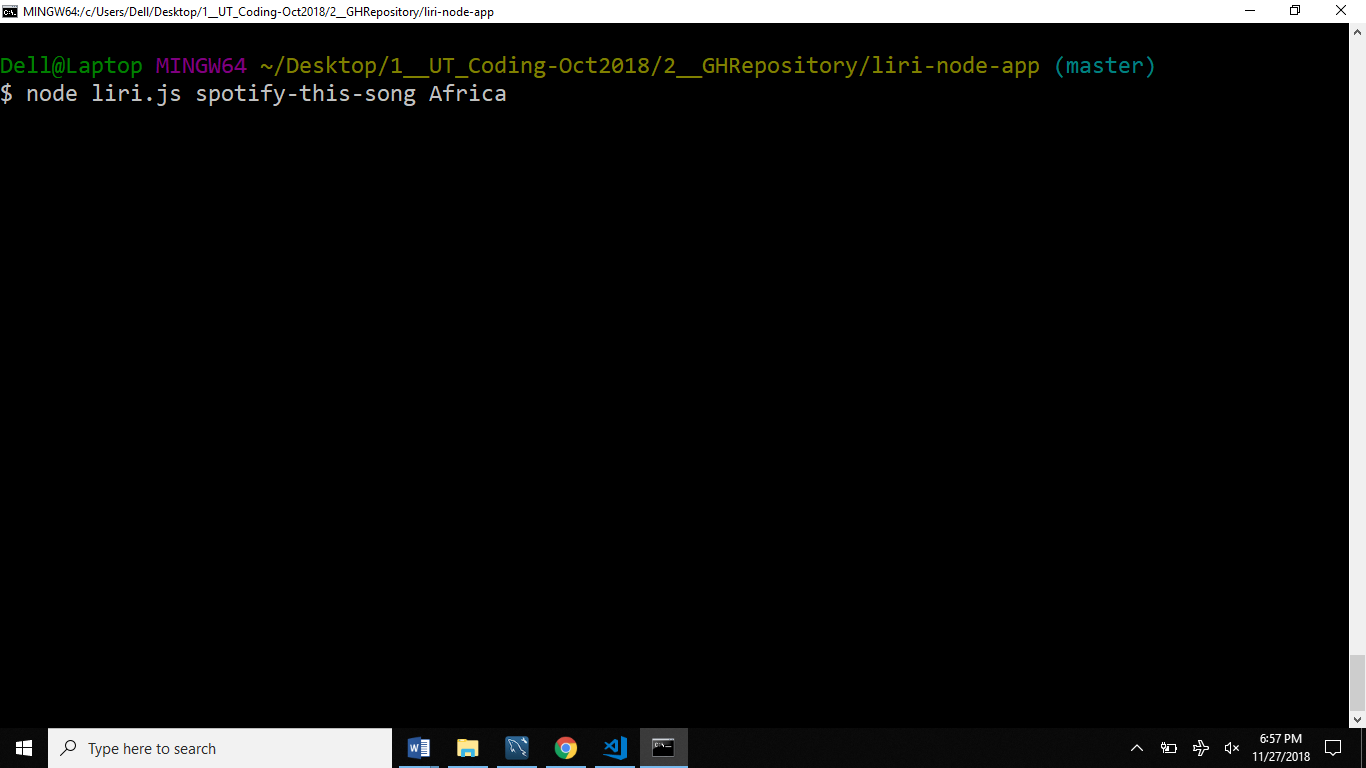 MINGW64:/c/Users/Dell/Desktop/1__UT_Coding-Oct2018/2__GHRepository/liri-node-app
Dell@Laptop MINGW64 ~/Desktop/1__UT_Coding-Oct2018/2__GHRepository/liri-node-app (master)
$ node liri.js spotify-this-song Africa
Type here to search
6:57 PM
11/27/2018